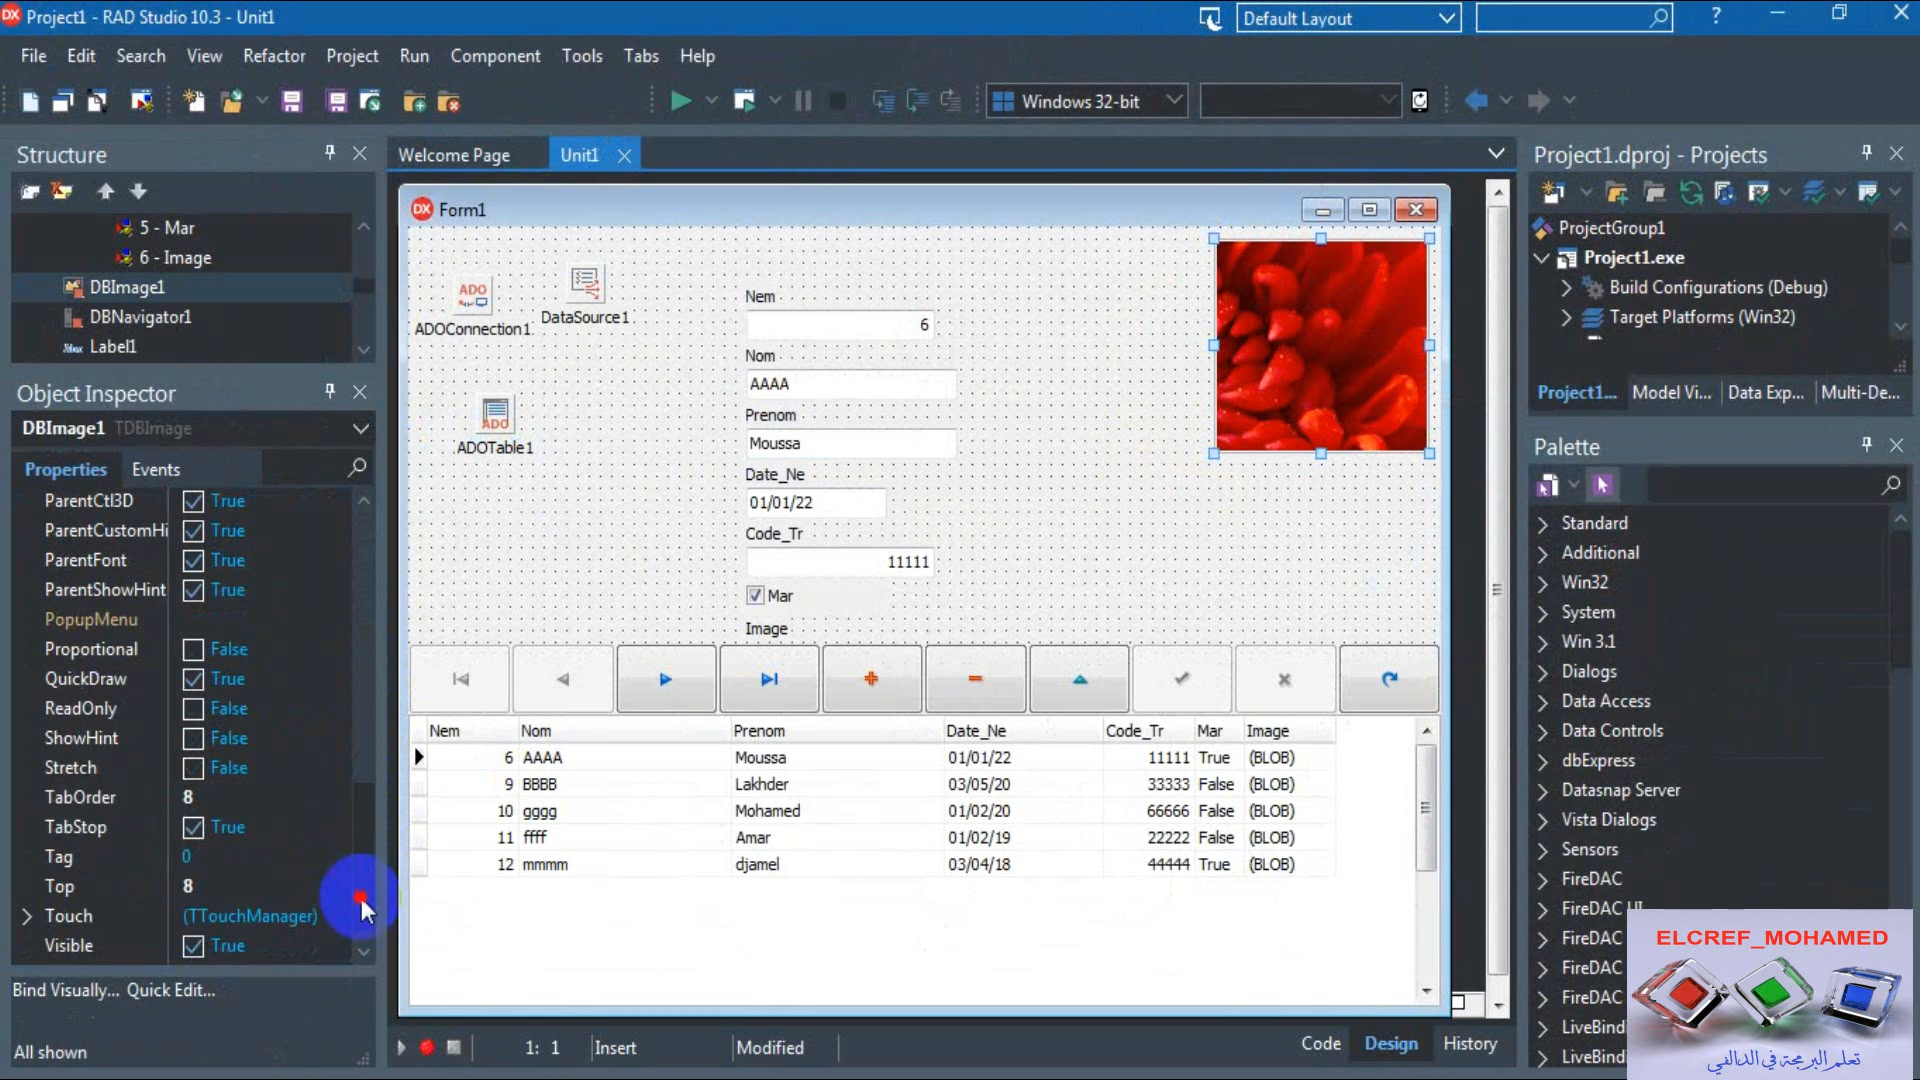 Project1 - RAD Studio 10.3 - Unit1
Default Layout
File Edit Search View Refactor Project Run Component Tools Tabs Help
Windows 32-bit
Structure
5 - Mar
6 - Image
DBImage1
DBNavigator1
Label1
Object Inspector
DBImage1 TDBImage
Properties Events
ParentCtl3D True
ParentCustomHi True
ParentFont True
ParentShowHint True
PopupMenu
Proportional False
QuickDraw True
ReadOnly False
ShowHint False
Stretch False
TabOrder 8
TabStop True
Tag 0
Top 8
Touch (TTouchManager)
Visible True
Bind Visually... Quick Edit...
All shown
Welcome Page Unit1
Form1
ADO
ADOConnection1
DataSource1
ADO
ADOTable1
Nem
6
Nom
AAAA
Prenom
Moussa
Date_Ne
01/01/22
Code_Tr
11111
Mar
Image
Nem Nom Prenom Date_Ne Code_Tr Mar Image
6 AAAA Moussa 01/01/22 11111 True (BLOB)
9 BBBB Lakhder 03/05/20 33333 False (BLOB)
10 gggg Mohamed 01/02/20 66666 False (BLOB)
11 ffff Amar 01/02/19 22222 False (BLOB)
12 mmmm djamel 03/04/18 44444 True (BLOB)
1: 1 Insert Modified
Code Design History
Project1.dproj - Projects
ProjectGroup1
Project1.exe
Build Configurations (Debug)
Target Platforms (Win32)
Project1... Model Vi... Data Exp... Multi-De...
Palette
Standard
Additional
Win32
System
Win 3.1
Dialogs
Data Access
Data Controls
dbExpress
Datasnap Server
Vista Dialogs
Sensors
FireDAC
FireDAC UI
FireDAC
FireDAC
FireDAC
LiveBindi
LiveBindi
ELCREF_MOHAMED
تعلم البرمجة في الدالفي